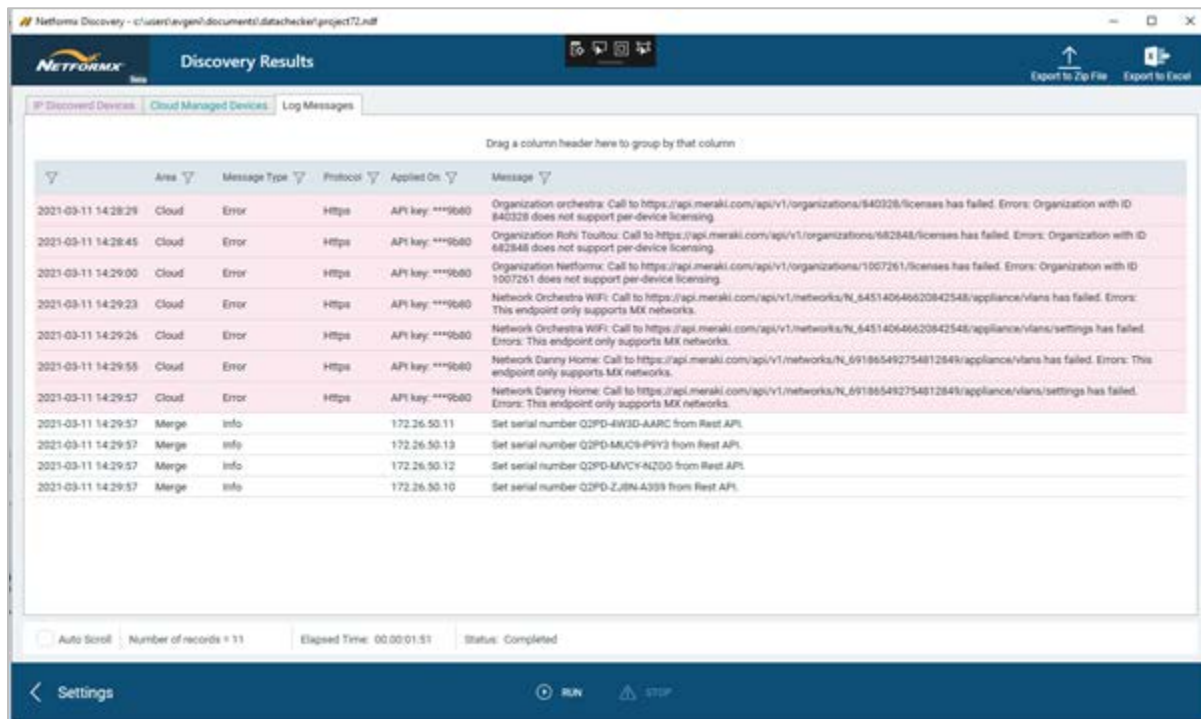 Netformx Discovery - c:\users\evgeni\documents\datachecker\project72.ndf
NETFORMX
Beta
Discovery Results
Export to Zip File
Export to Excel
IP Discoverd Devices
Cloud Managed Devices
Log Messages
Drag a column header here to group by that column
Area
Message Type
Protocol
Applied On
Message
2021-03-11 14:28:29 Cloud Error Https API key: ***9b80 Organization orchestra: Call to https://api.meraki.com/api/v1/organizations/840328/licenses has failed. Errors: Organization with ID
840328 does not support per-device licensing.
2021-03-11 14:28:45 Cloud Error Https API key: ***9b80 Organization Rohi Touitou: Call to https://api.meraki.com/api/v1/organizations/682848/licenses has failed. Errors: Organization with ID
682848 does not support per-device licensing.
2021-03-11 14:29:00 Cloud Error Https API key: ***9b80 Organization Netformx: Call to https://api.meraki.com/api/v1/organizations/1007261/licenses has failed. Errors: Organization with ID
1007261 does not support per-device licensing.
2021-03-11 14:29:23 Cloud Error Https API key: ***9b80 Network Orchestra WiFi: Call to https://api.meraki.com/api/v1/networks/N_645140646620842548/appliance/vlans has failed. Errors:
This endpoint only supports MX networks.
2021-03-11 14:29:26 Cloud Error Https API key: ***9b80 Network Orchestra WiFi: Call to https://api.meraki.com/api/v1/networks/N_645140646620842548/appliance/vlans/settings has failed.
Errors: This endpoint only supports MX networks.
2021-03-11 14:29:55 Cloud Error Https API key: ***9b80 Network Danny Home: Call to https://api.meraki.com/api/v1/networks/N_691865492754812849/appliance/vlans has failed. Errors: This
endpoint only supports MX networks.
2021-03-11 14:29:57 Cloud Error Https API key: ***9b80 Network Danny Home: Call to https://api.meraki.com/api/v1/networks/N_691865492754812849/appliance/vlans/settings has failed.
Errors: This endpoint only supports MX networks.
2021-03-11 14:29:57 Merge Info 172.26.50.11 Set serial number Q2PD-4W3D-AARC from Rest API.
2021-03-11 14:29:57 Merge Info 172.26.50.13 Set serial number Q2PD-MUC9-P9Y3 from Rest API.
2021-03-11 14:29:57 Merge Info 172.26.50.12 Set serial number Q2PD-MVCY-NZGG from Rest API.
2021-03-11 14:29:57 Merge Info 172.26.50.10 Set serial number Q2PD-ZJ8N-A3S9 from Rest API.
Auto Scroll
Number of records = 11
Elapsed Time: 00.00:01:51
Status: Completed
Settings
RUN
STOP